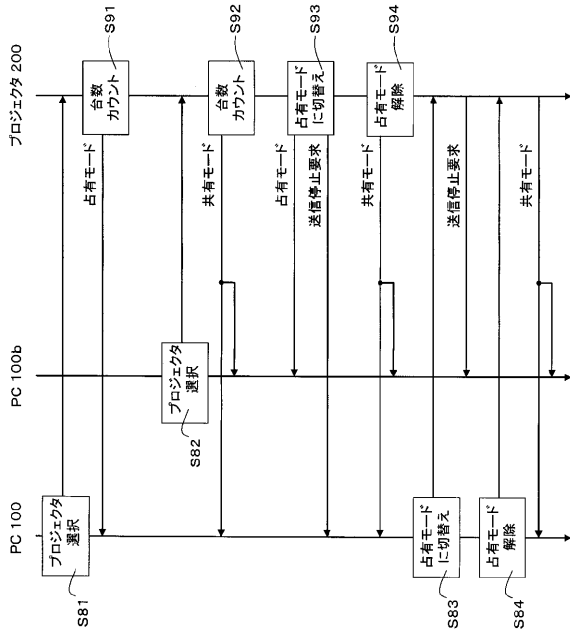 プロジェクタ 200
PC 100b
PC 100
プロジェクタ
選択
S81
台数
カウント
S91
占有モード
プロジェクタ
選択
S82
台数
カウント
S92
共有モード
占有モード
に切替え
S93
占有モード
送信停止要求
占有モード
解除
S94
共有モード
占有モード
に切替え
S83
送信停止要求
占有モード
解除
S84
共有モード